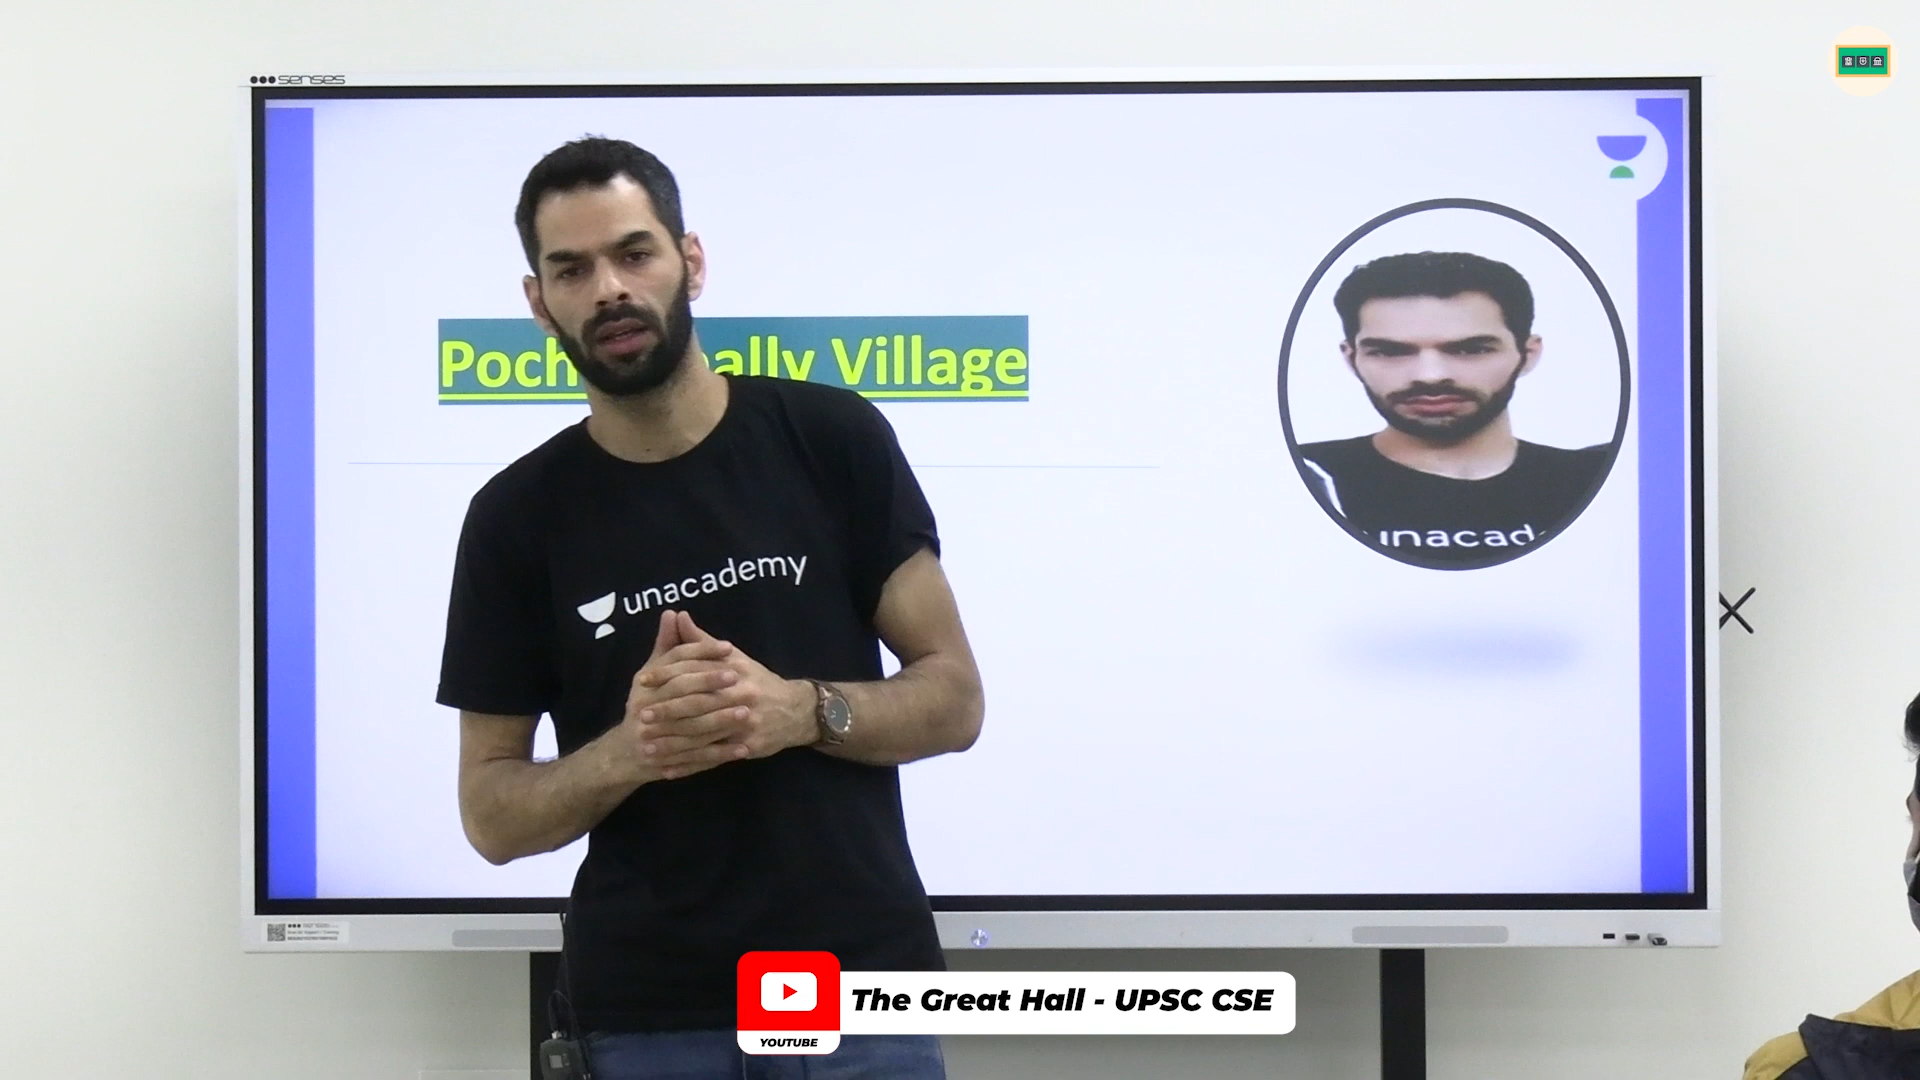 senses
Poch ally Village
unacademy
unacad
The Great Hall - UPSC CSE
YOUTUBE